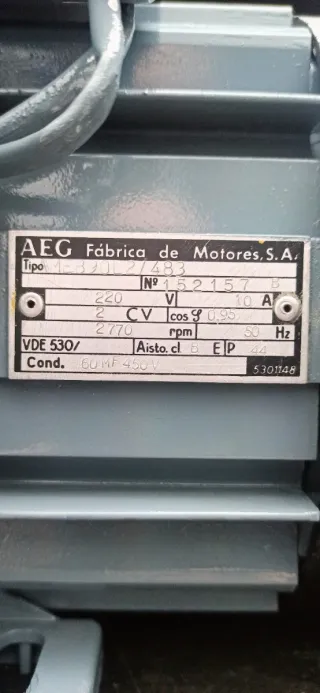 AEG Fábrica de Motores, S.A.
Tipo
Nº 152157 B
220 V 10 A
2 CV cos φ 0,95
2770 rpm 50 Hz
VDE 530/ Aisto. cl B E P 44
Cond. 60 MF 450 V
5301148